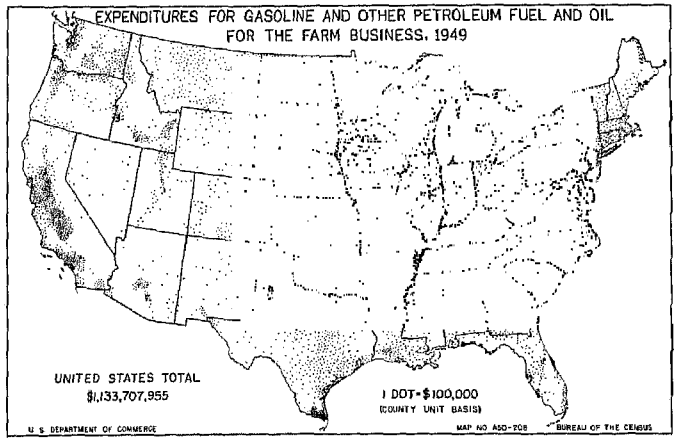 EXPENDITURES FOR GASOLINE AND OTHER PETROLEUM FUEL AND OIL
FOR THE FARM BUSINESS, 1949
UNITED STATES TOTAL
$1,133,707,955
1 DOT=$100,000
(COUNTY UNIT BASIS)
U S DEPARTMENT OF COMMERCE
MAP NO A50-208
BUREAU OF THE CENSUS